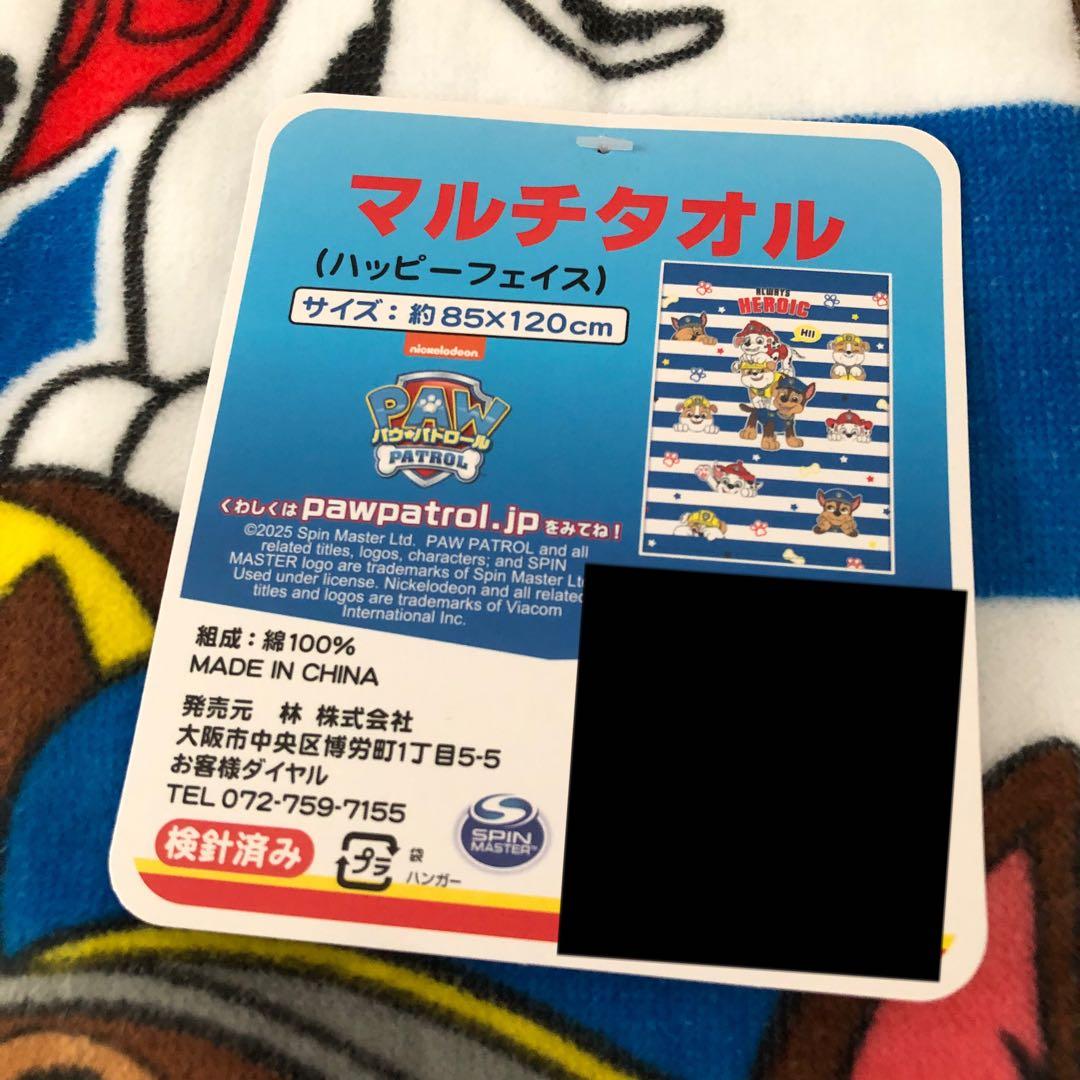 マルチタオル
(ハッピーフェイス)
サイズ：約85×120cm
nickelodeon
PAW
パウ★パトロール
PATROL
くわしくはpawpatrol.jpをみてね！
©2025 Spin Master Ltd. PAW PATROL and all
related titles, logos, characters; and SPIN
MASTER logo are trademarks of Spin Master Ltd
Used under license. Nickelodeon and all related
titles and logos are trademarks of Viacom
International Inc.
ALWAYS
HEROIC
HI!
組成：綿100%
MADE IN CHINA
発売元 林 株式会社
大阪市中央区博労町1丁目5-5
お客様ダイヤル
TEL 072-759-7155
検針済み
プラ
袋
ハンガー
SPIN
MASTER™